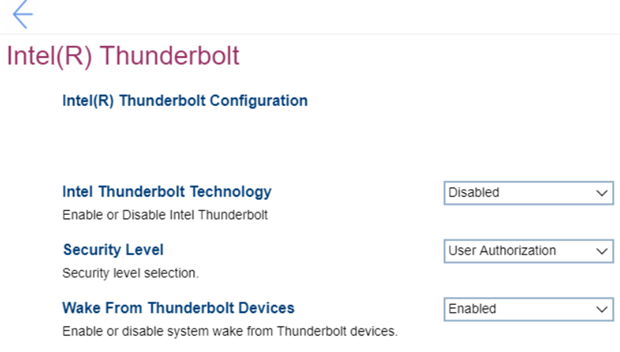 Intel(R) Thunderbolt
Intel(R) Thunderbolt Configuration
Intel Thunderbolt Technology
Disabled
Enable or Disable Intel Thunderbolt
Security Level
User Authorization
Security level selection.
Wake From Thunderbolt Devices
Enabled
Enable or disable system wake from Thunderbolt devices.